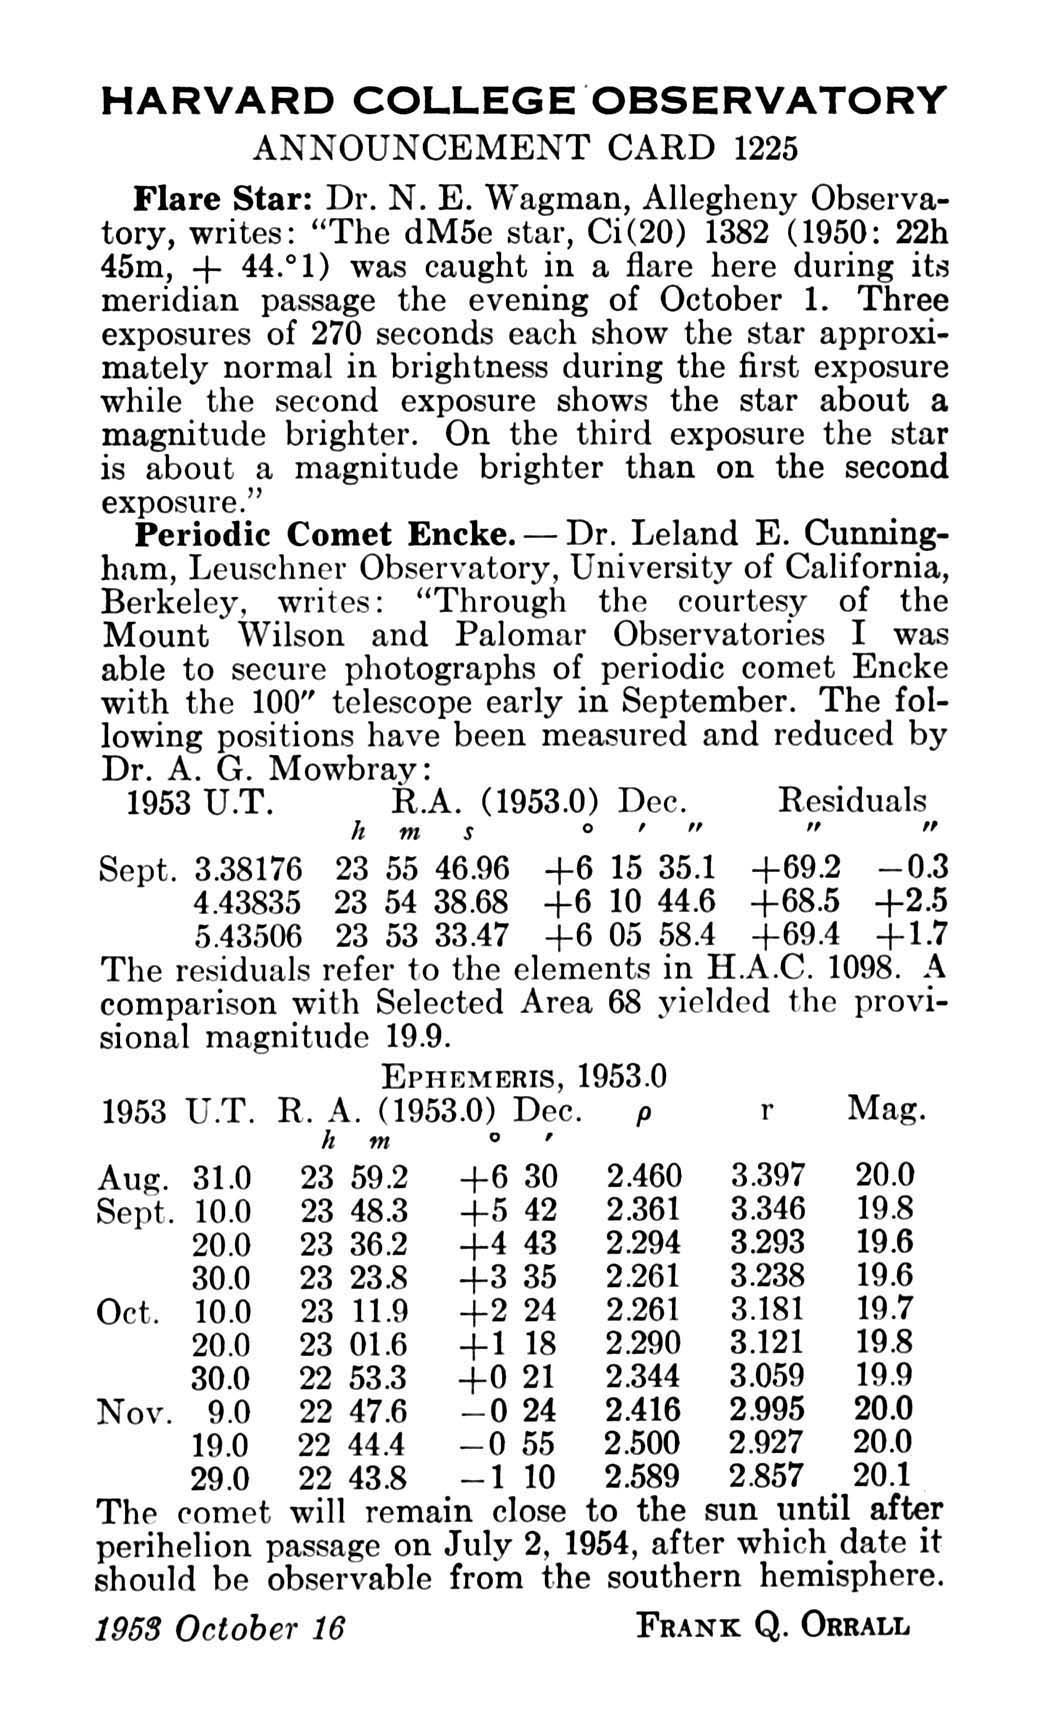 HARVARD COLLEGE OBSERVATORY
ANNOUNCEMENT CARD 1225
Flare Star: Dr. N. E. Wagman, Allegheny Observa-
tory, writes: “The dM5e star, Ci(20) 1382 (1950: 22h
45m, + 44.°1) was caught in a flare here during its
meridian passage the evening of October 1. Three
exposures of 270 seconds each show the star approxi-
mately normal in brightness during the first exposure
while the second exposure shows the star about a
magnitude brighter. On the third exposure the star
is about a magnitude brighter than on the second
exposure.”
Periodic Comet Encke. — Dr. Leland E. Cunning-
ham, Leuschner Observatory, University of California,
Berkeley, writes: “Through the courtesy of the
Mount Wilson and Palomar Observatories I was
able to secure photographs of periodic comet Encke
with the 100″ telescope early in September. The fol-
lowing positions have been measured and reduced by
Dr. A. G. Mowbray:
1953 U.T. R.A. (1953.0) Dec. Residuals
h m s ° ′ ″ ″ ″
Sept. 3.38176 23 55 46.96 +6 15 35.1 +69.2 −0.3
4.43835 23 54 38.68 +6 10 44.6 +68.5 +2.5
5.43506 23 53 33.47 +6 05 58.4 +69.4 +1.7
The residuals refer to the elements in H.A.C. 1098. A
comparison with Selected Area 68 yielded the provi-
sional magnitude 19.9.
EPHEMERIS, 1953.0
1953 U.T. R. A. (1953.0) Dec. ρ r Mag.
h m ° ′
Aug. 31.0 23 59.2 +6 30 2.460 3.397 20.0
Sept. 10.0 23 48.3 +5 42 2.361 3.346 19.8
20.0 23 36.2 +4 43 2.294 3.293 19.6
30.0 23 23.8 +3 35 2.261 3.238 19.6
Oct. 10.0 23 11.9 +2 24 2.261 3.181 19.7
20.0 23 01.6 +1 18 2.290 3.121 19.8
30.0 22 53.3 +0 21 2.344 3.059 19.9
Nov. 9.0 22 47.6 −0 24 2.416 2.995 20.0
19.0 22 44.4 −0 55 2.500 2.927 20.0
29.0 22 43.8 −1 10 2.589 2.857 20.1
The comet will remain close to the sun until after
perihelion passage on July 2, 1954, after which date it
should be observable from the southern hemisphere.
1953 October 16 FRANK Q. ORRALL